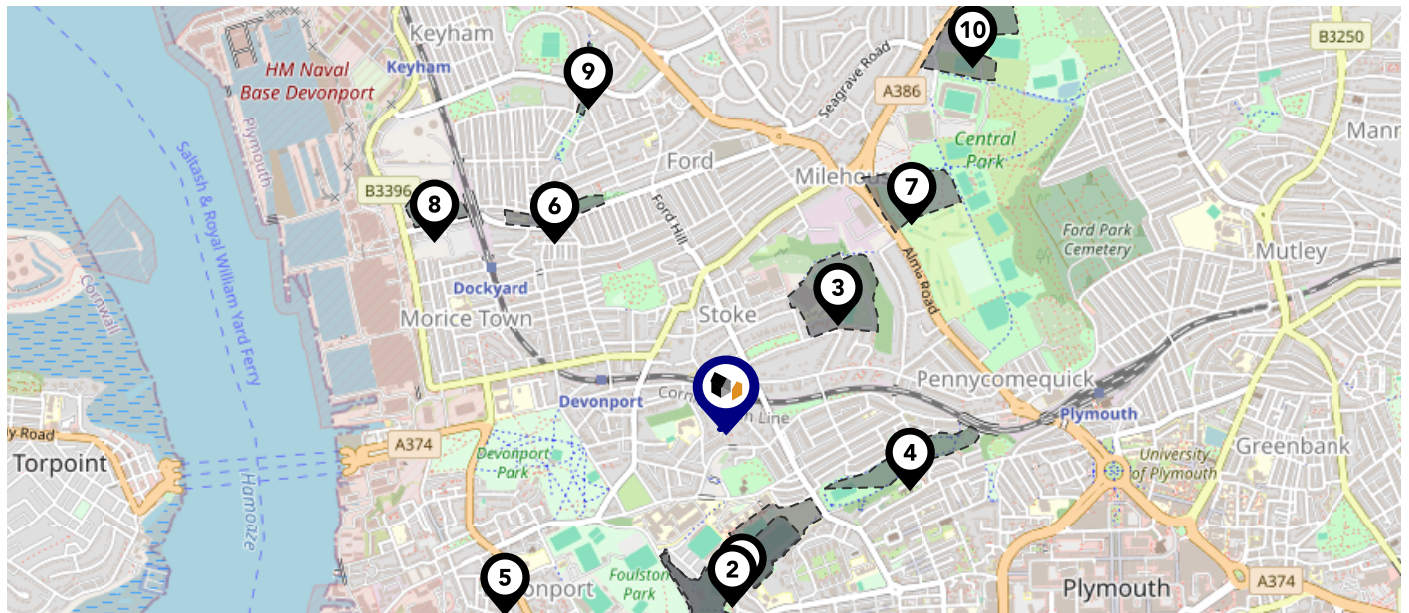 Keyham
Keyham
HM Naval
Base Devonport
Plymouth
Saltash & Royal William Yard Ferry
Cornwall
Hamoaze
B3396
8
6
9
10
B3250
Seagrave Road
A386
Central
Park
Mann
Ford
Milehou
7
Ford Hill
Ford Park
Cemetery
Mutley
Alma Road
Dockyard
Morice Town
Stoke
3
Devonport
Corn
n Line
Pennycomequick
Plymouth
y Road
Torpoint
A374
Devonport
Park
4
University
of Plymouth
Greenbank
5
onport
Foulston
Park
2
Plymouth
A374